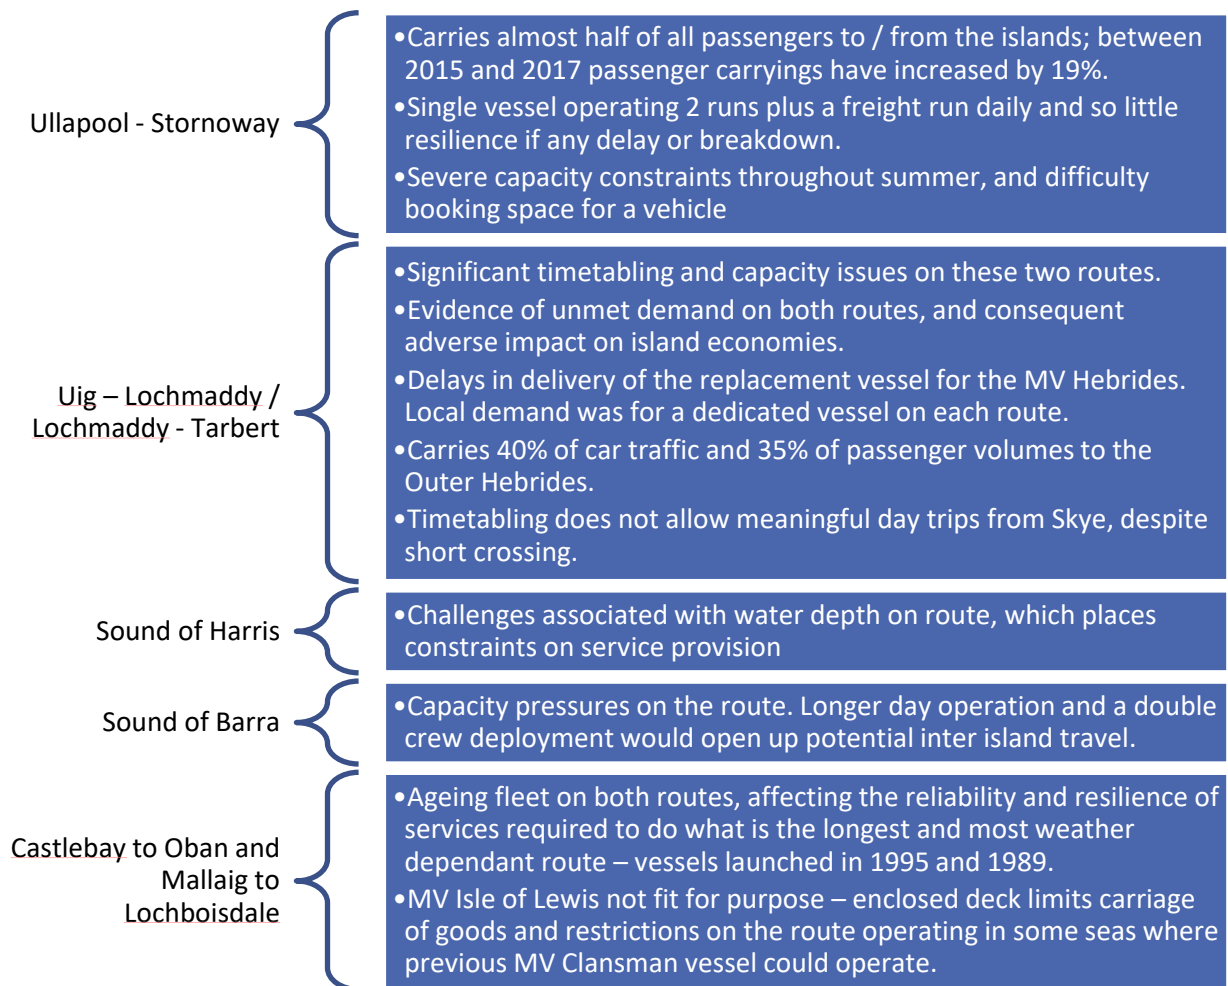 Ullapool - Stornoway
•Carries almost half of all passengers to / from the islands; between
2015 and 2017 passenger carryings have increased by 19%.
•Single vessel operating 2 runs plus a freight run daily and so little
resilience if any delay or breakdown.
•Severe capacity constraints throughout summer, and difficulty
booking space for a vehicle
Uig – Lochmaddy /
Lochmaddy - Tarbert
•Significant timetabling and capacity issues on these two routes.
•Evidence of unmet demand on both routes, and consequent
adverse impact on island economies.
•Delays in delivery of the replacement vessel for the MV Hebrides.
Local demand was for a dedicated vessel on each route.
•Carries 40% of car traffic and 35% of passenger volumes to the
Outer Hebrides.
•Timetabling does not allow meaningful day trips from Skye, despite
short crossing.
Sound of Harris
•Challenges associated with water depth on route, which places
constraints on service provision
Sound of Barra
•Capacity pressures on the route. Longer day operation and a double
crew deployment would open up potential inter island travel.
Castlebay to Oban and
Mallaig to
Lochboisdale
•Ageing fleet on both routes, affecting the reliability and resilience of
services required to do what is the longest and most weather
dependant route – vessels launched in 1995 and 1989.
•MV Isle of Lewis not fit for purpose – enclosed deck limits carriage
of goods and restrictions on the route operating in some seas where
previous MV Clansman vessel could operate.